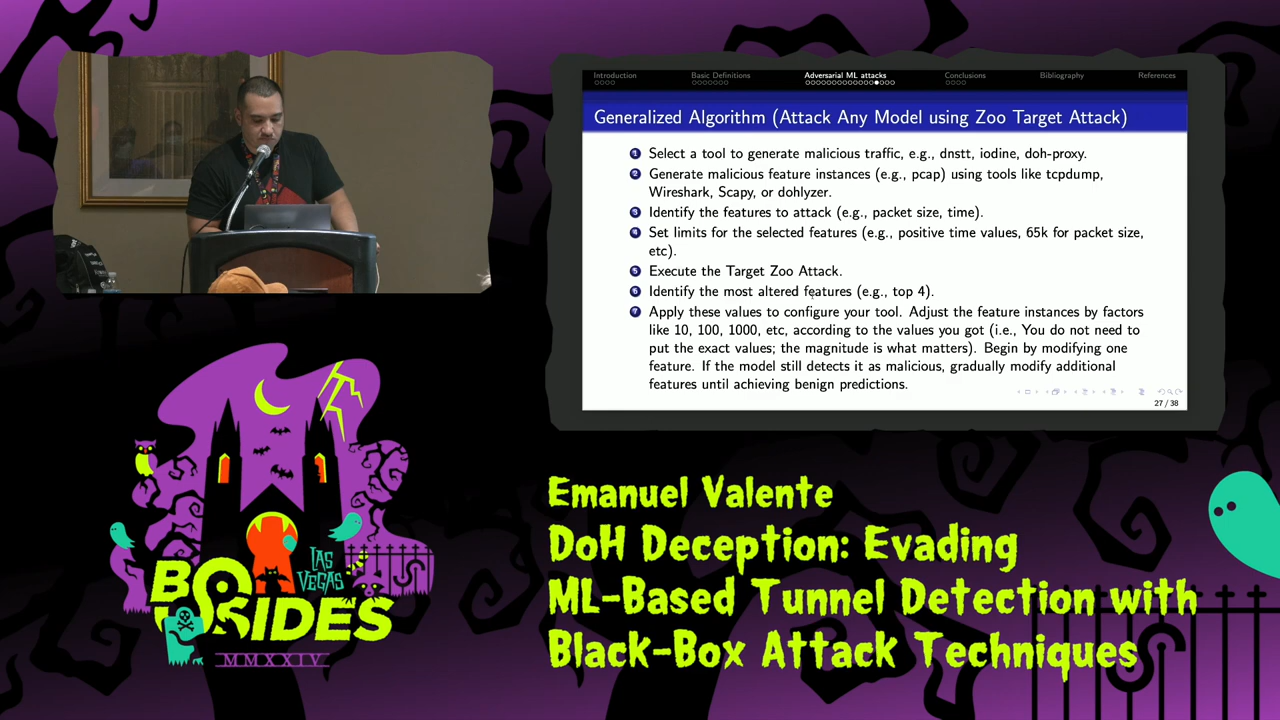 Introduction
Basic Definitions
Adversarial ML attacks
Conclusions
Bibliography
References
Generalized Algorithm (Attack Any Model using Zoo Target Attack)
1 Select a tool to generate malicious traffic, e.g., dnstt, iodine, doh-proxy.
2 Generate malicious feature instances (e.g., pcap) using tools like tcpdump,
Wireshark, Scapy, or dohlyzer.
3 Identify the features to attack (e.g., packet size, time).
4 Set limits for the selected features (e.g., positive time values, 65k for packet size,
etc).
5 Execute the Target Zoo Attack.
6 Identify the most altered features (e.g., top 4).
7 Apply these values to configure your tool. Adjust the feature instances by factors
like 10, 100, 1000, etc, according to the values you got (i.e., You do not need to
put the exact values; the magnitude is what matters). Begin by modifying one
feature. If the model still detects it as malicious, gradually modify additional
features until achieving benign predictions.
27 / 38
LAS
VEGAS
BSIDES
MMXXIV
Emanuel Valente
DoH Deception: Evading
ML-Based Tunnel Detection with
Black-Box Attack Techniques